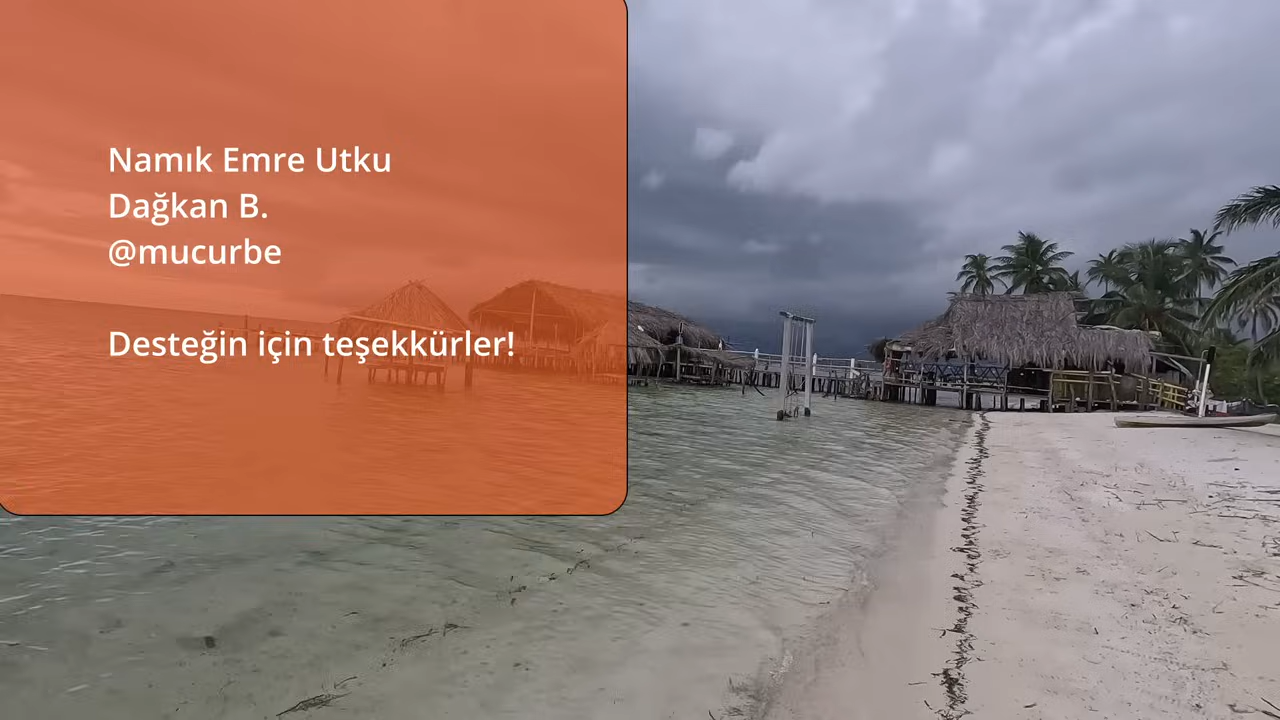 Namık Emre Utku
Dağkan B.
@mucurbe
Desteğin için teşekkürler!